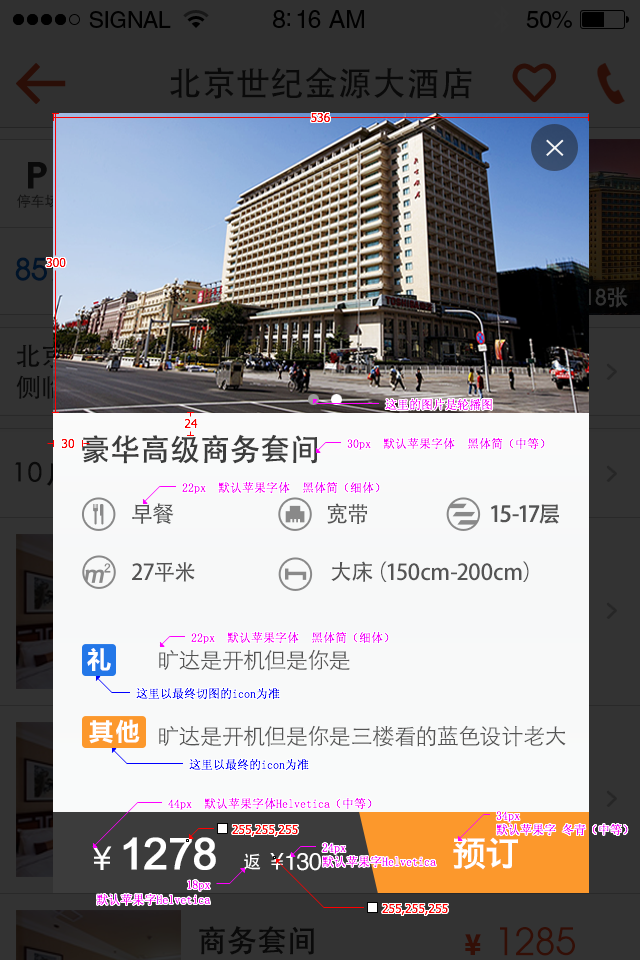 SIGNAL 8:16 AM 50%
北京世纪金源大酒店
536
P
停车场
85
300
18张
北京
侧临
这里的图片是轮播图
24
30
豪华高级商务套间
30px 默认苹果字体 黑体简（中等）
10月
22px 默认苹果字体 黑体简（细体）
早餐 宽带 15-17层
m² 27平米 大床 (150cm-200cm)
22px 默认苹果字体 黑体简（细体）
礼 旷达是开机但是你是
这里以最终切图的icon为准
其他 旷达是开机但是你是三楼看的蓝色设计老大
这里以最终的icon为准
44px 默认苹果字体Helvetica（中等）
34px
默认苹果字 冬青（中等）
255,255,255
¥ 1278 返 ¥130 预订
24px
默认苹果字Helvetica
18px
默认苹果字Helvetica
255,255,255
商务套间 ¥ 1285